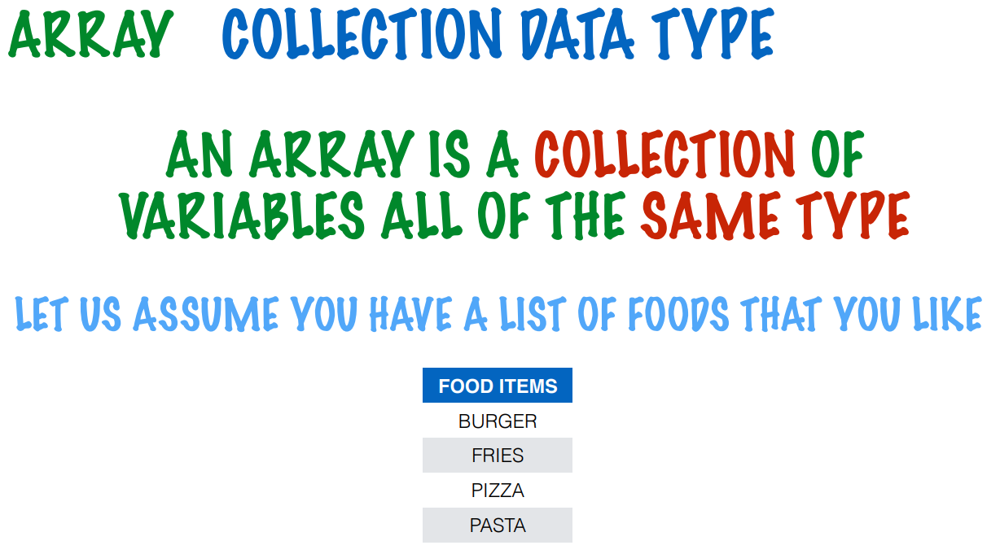 ARRAY COLLECTION DATA TYPE
AN ARRAY IS A COLLECTION OF
VARIABLES ALL OF THE SAME TYPE
LET US ASSUME YOU HAVE A LIST OF FOODS THAT YOU LIKE
FOOD ITEMS
BURGER
FRIES
PIZZA
PASTA